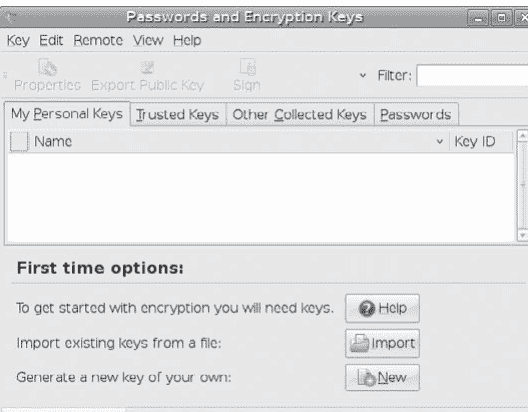 Passwords and Encryption Keys
Key Edit Remote View Help
Properties Export Public Key Sign Filter:
My Personal Keys Trusted Keys Other Collected Keys Passwords
Name Key ID
First time options:
To get started with encryption you will need keys. Help
Import existing keys from a file: Import
Generate a new key of your own: New